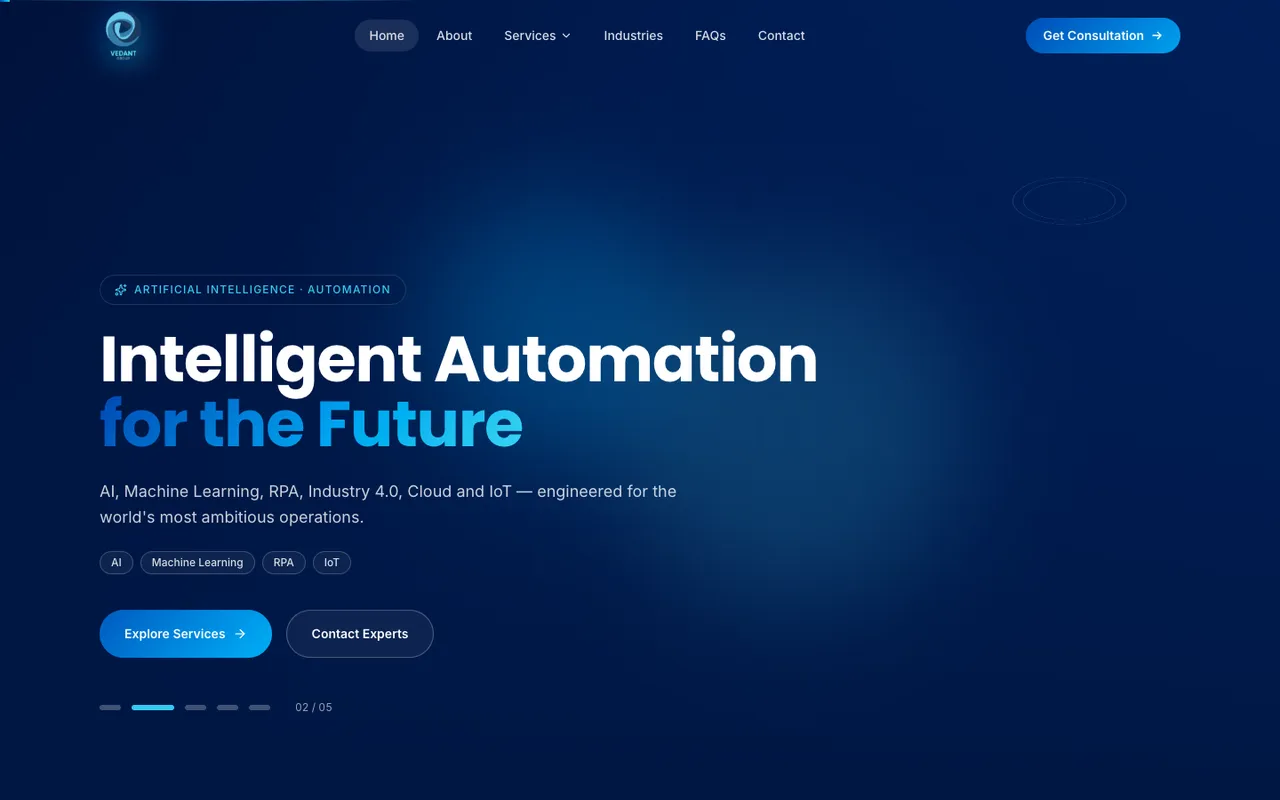 VEDANT
GROUP
Home
About
Services
Industries
FAQs
Contact
Get Consultation
ARTIFICIAL INTELLIGENCE · AUTOMATION
Intelligent Automation
for the Future
AI, Machine Learning, RPA, Industry 4.0, Cloud and IoT — engineered for the
world's most ambitious operations.
AI
Machine Learning
RPA
IoT
Explore Services
Contact Experts
02 / 05